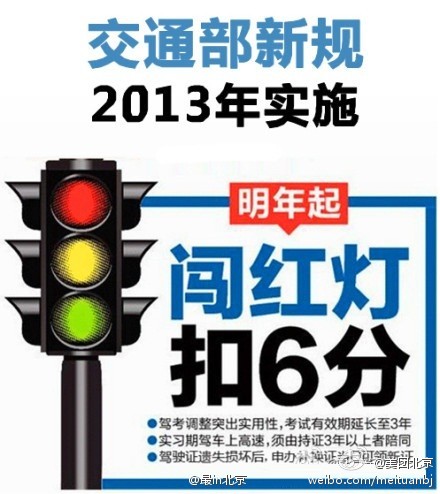 交通部新规
2013年实施
明年起
闯红灯
扣6分
●驾考调整突出实用性，考试有效期延长至3年
●实习期驾车上高速，须由持证3年以上者陪同
●驾驶证遗失损坏后，申办
@美团北京
@最in北京
weibo.com/meituanbj